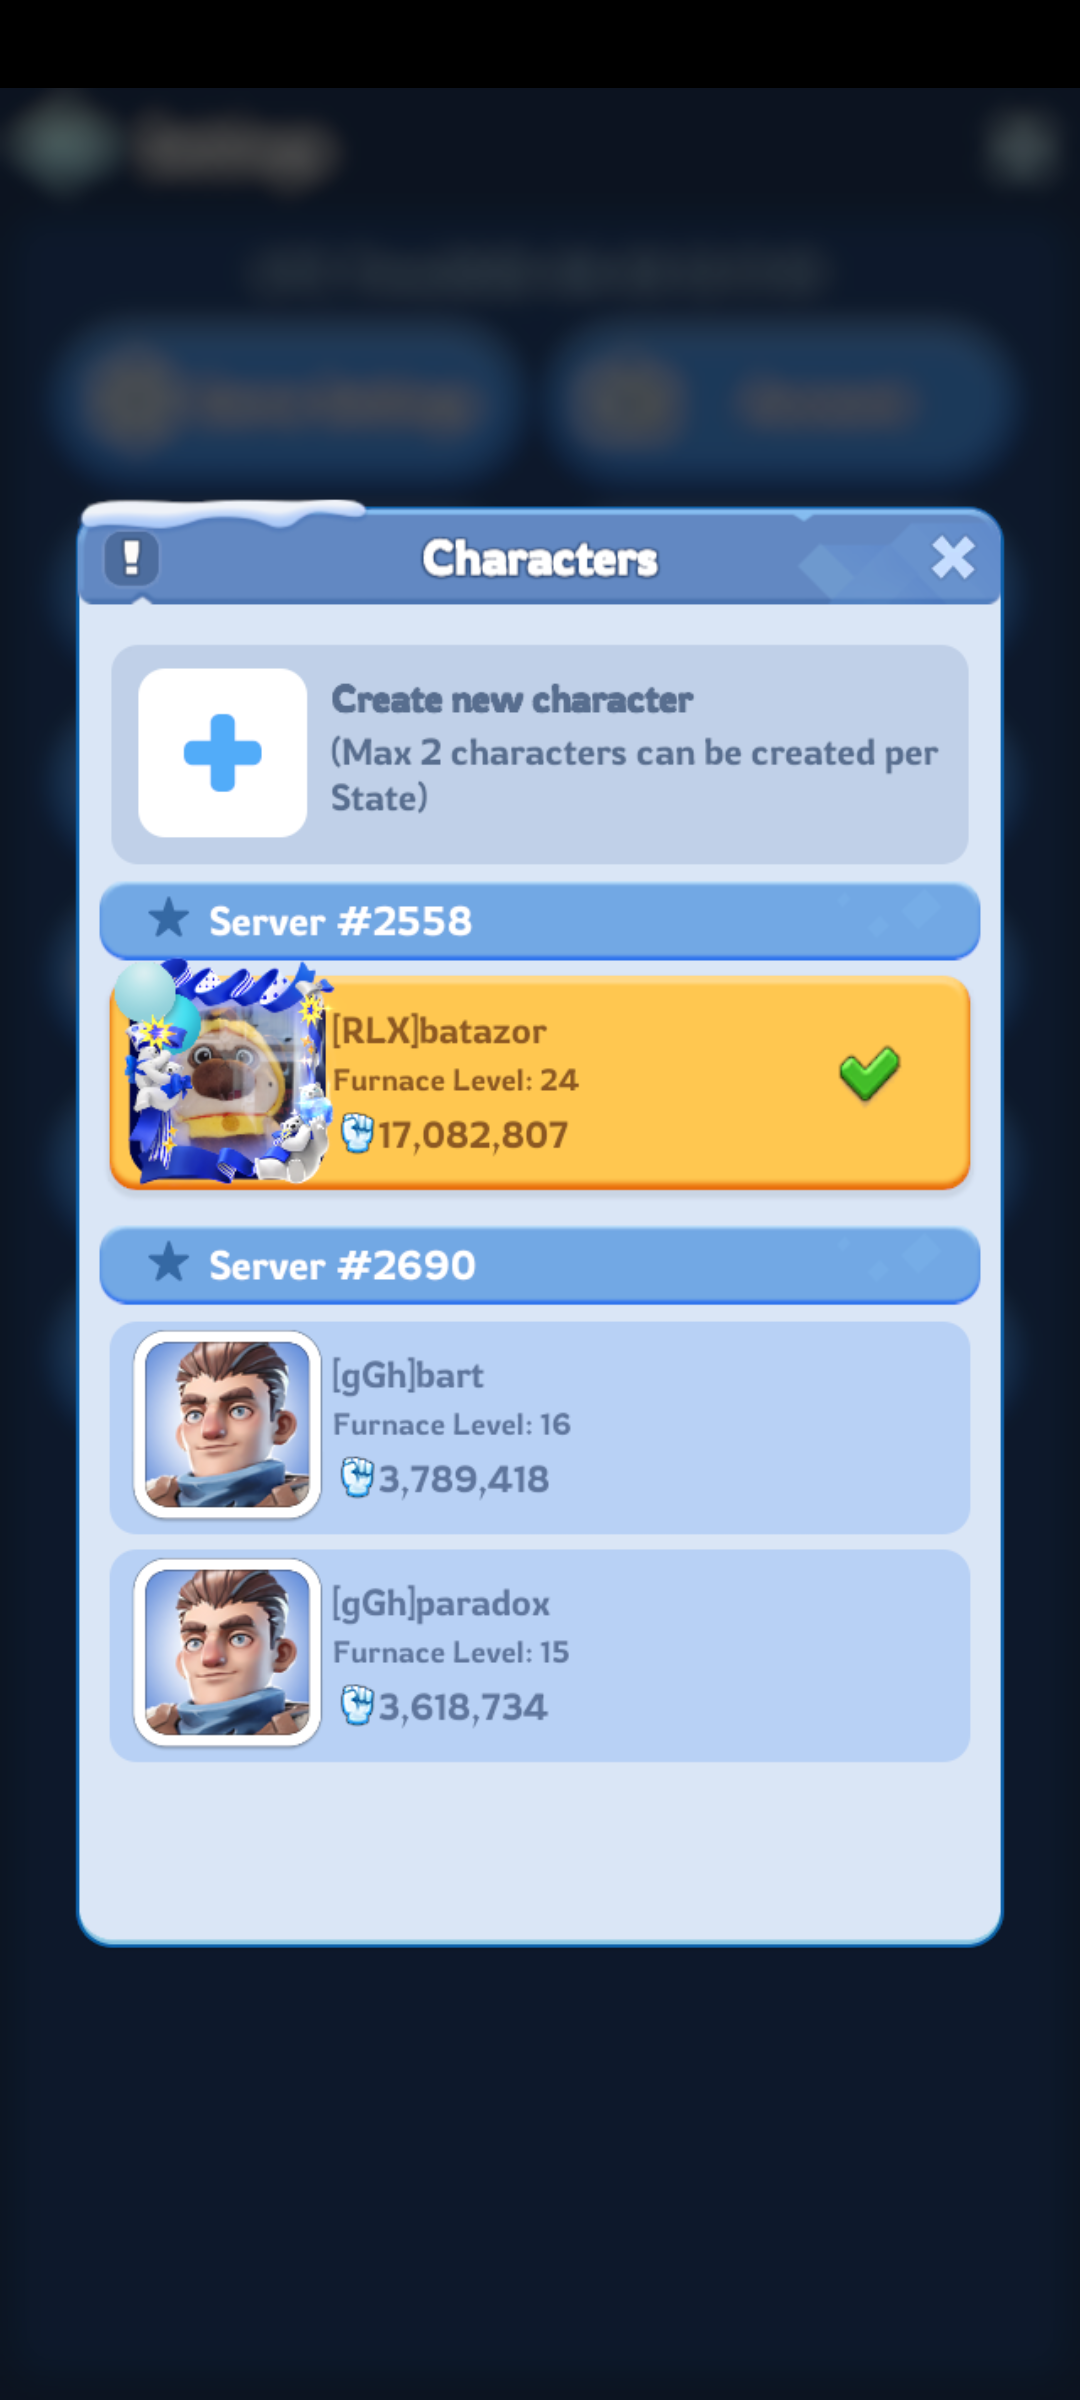 Characters
Create new character
(Max 2 characters can be created per
State)
Server #2558
[RLX]batazor
Furnace Level: 24
17,082,807
Server #2690
[gGh]bart
Furnace Level: 16
3,789,418
[gGh]paradox
Furnace Level: 15
3,618,734